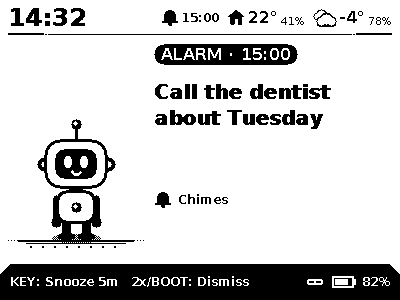 14:32 15:00 22° 41% -4° 78%
ALARM · 15:00
Call the dentist
about Tuesday
Chimes
KEY: Snooze 5m 2x/BOOT: Dismiss 82%